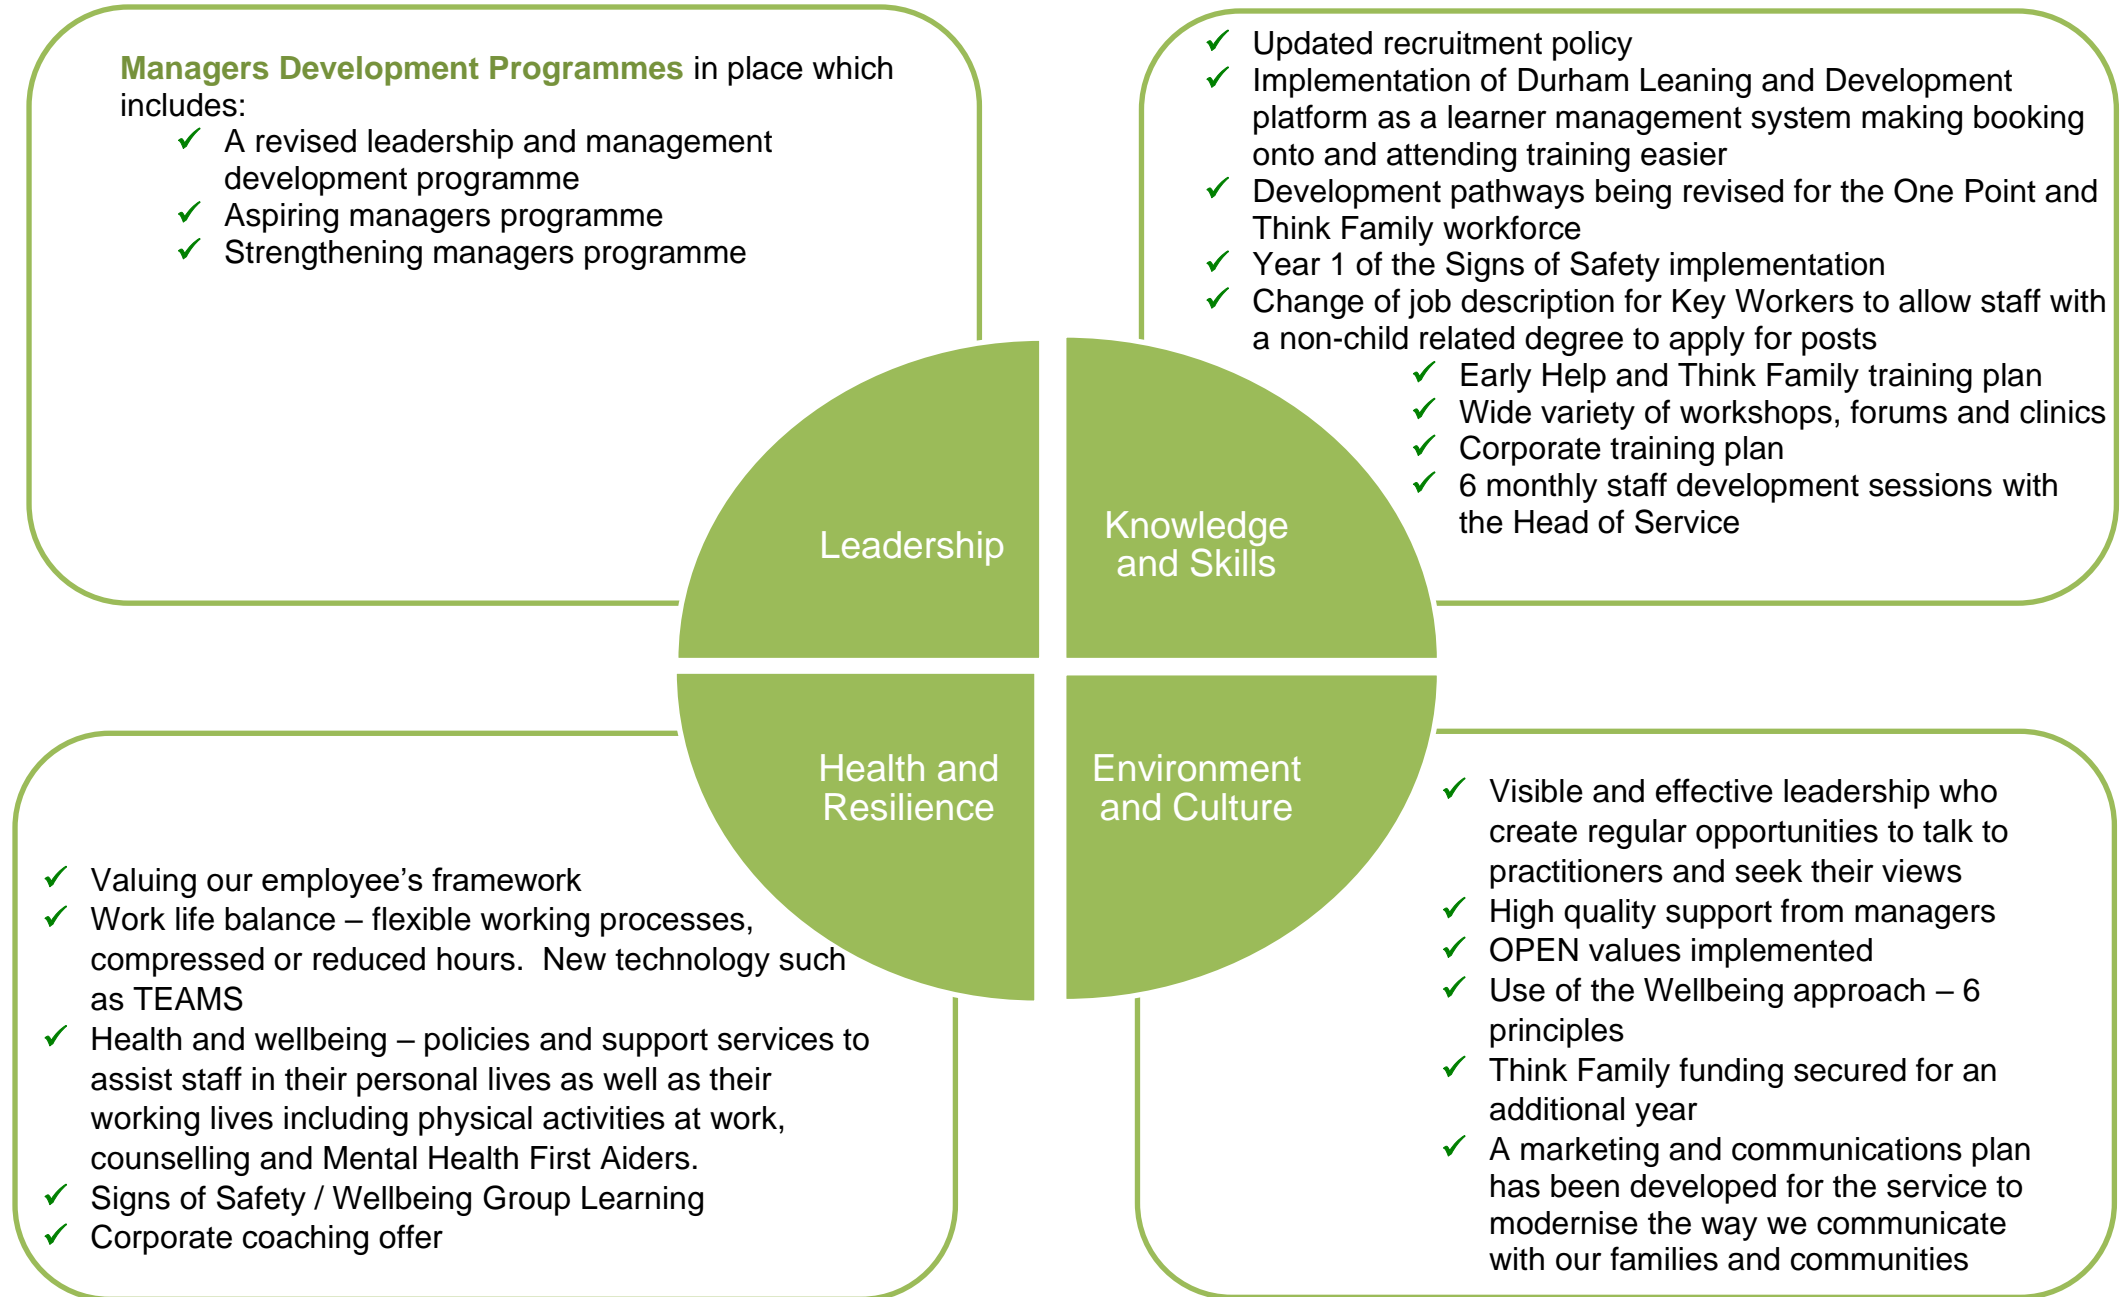 Managers Development Programmes in place which
includes:
✓ A revised leadership and management
development programme
✓ Aspiring managers programme
✓ Strengthening managers programme
✓ Updated recruitment policy
✓ Implementation of Durham Leaning and Development
platform as a learner management system making booking
onto and attending training easier
✓ Development pathways being revised for the One Point and
Think Family workforce
✓ Year 1 of the Signs of Safety implementation
✓ Change of job description for Key Workers to allow staff with
a non-child related degree to apply for posts
✓ Early Help and Think Family training plan
✓ Wide variety of workshops, forums and clinics
✓ Corporate training plan
✓ 6 monthly staff development sessions with
the Head of Service
Leadership
Knowledge
and Skills
Health and
Resilience
Environment
and Culture
✓ Valuing our employee’s framework
✓ Work life balance – flexible working processes,
compressed or reduced hours.  New technology such
as TEAMS
✓ Health and wellbeing – policies and support services to
assist staff in their personal lives as well as their
working lives including physical activities at work,
counselling and Mental Health First Aiders.
✓ Signs of Safety / Wellbeing Group Learning
✓ Corporate coaching offer
✓ Visible and effective leadership who
create regular opportunities to talk to
practitioners and seek their views
✓ High quality support from managers
✓ OPEN values implemented
✓ Use of the Wellbeing approach – 6
principles
✓ Think Family funding secured for an
additional year
✓ A marketing and communications plan
has been developed for the service to
modernise the way we communicate
with our families and communities